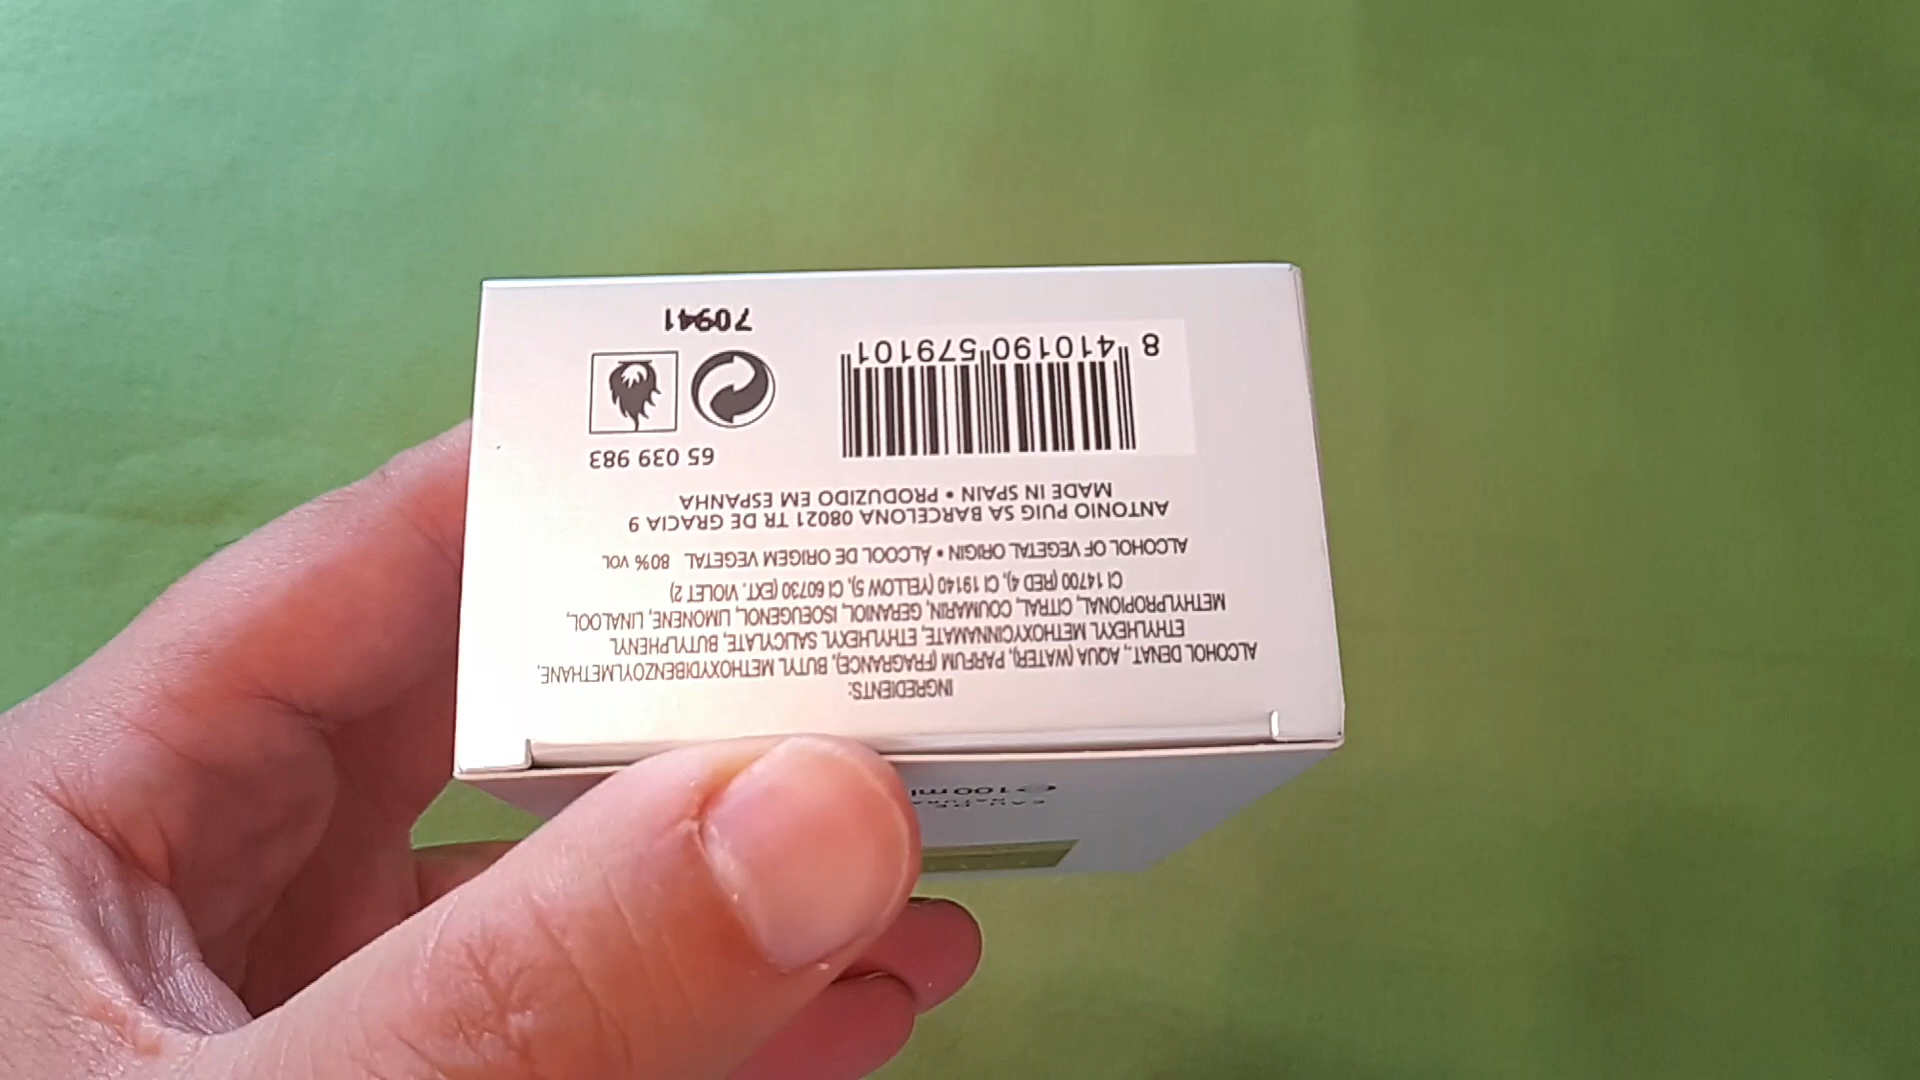 INGREDIENTS:
ALCOHOL DENAT., AQUA (WATER), PARFUM (FRAGRANCE), BUTYL METHOXYDIBENZOYLMETHANE,
ETHYLHEXYL METHOXYCINNAMATE, ETHYLHEXYL SALICYLATE, BUTYLPHENYL
METHYLPROPIONAL, CITRAL, COUMARIN, GERANIOL, ISOEUGENOL, LIMONENE, LINALOOL,
CI 14700 (RED 4), CI 19140 (YELLOW 5), CI 60730 (EXT. VIOLET 2)
ALCOHOL OF VEGETAL ORIGIN • ÁLCOOL DE ORIGEM VEGETAL 80% VOL
ANTONIO PUIG SA BARCELONA 08021 TR DE GRACIA 9
MADE IN SPAIN • PRODUZIDO EM ESPANHA
65 039 983
8 410190 579101
70941
100 ml